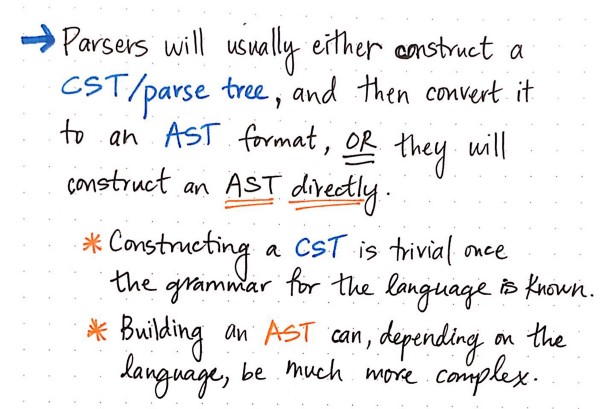 → Parsers will usually either construct a
CST/parse tree, and then convert it
to an AST format, OR they will
construct an AST directly.
* Constructing a CST is trivial once
the grammar for the language is known.
* Building an AST can, depending on the
language, be much more complex.